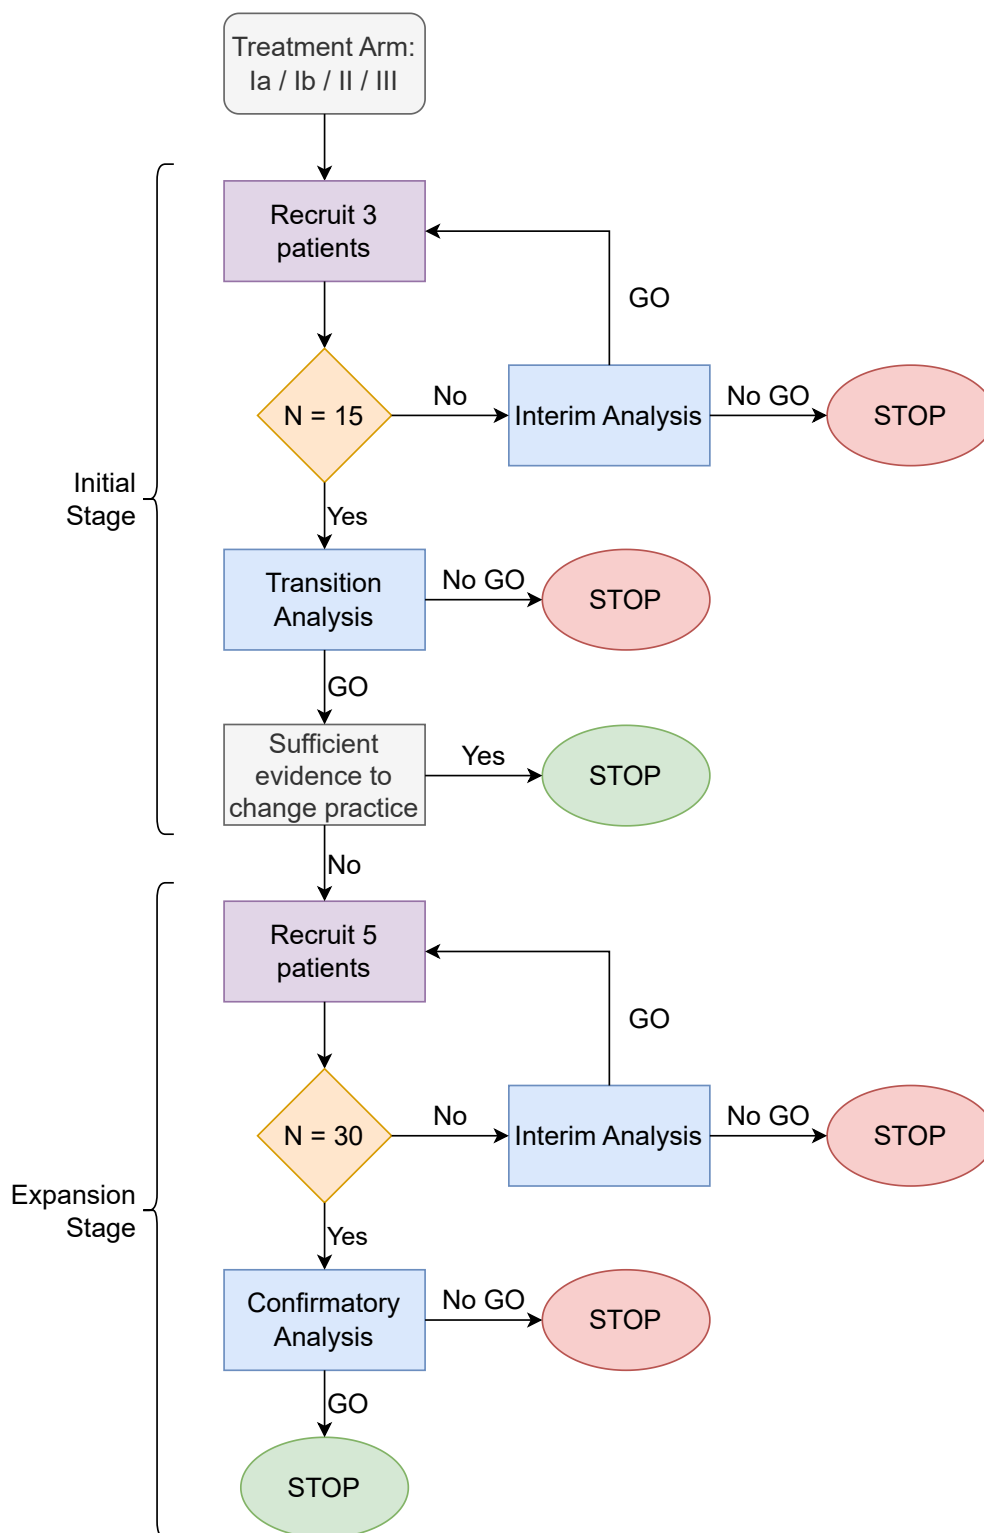 Treatment Arm:
Ia / Ib / II / III
Recruit 3
patients
GO
N = 15
No
Interim Analysis
No GO
STOP
Initial
Stage
Yes
Transition
Analysis
No GO
STOP
GO
Sufficient
evidence to
change practice
Yes
STOP
No
Recruit 5
patients
GO
N = 30
No
Interim Analysis
No GO
STOP
Expansion
Stage
Yes
Confirmatory
Analysis
No GO
STOP
GO
STOP